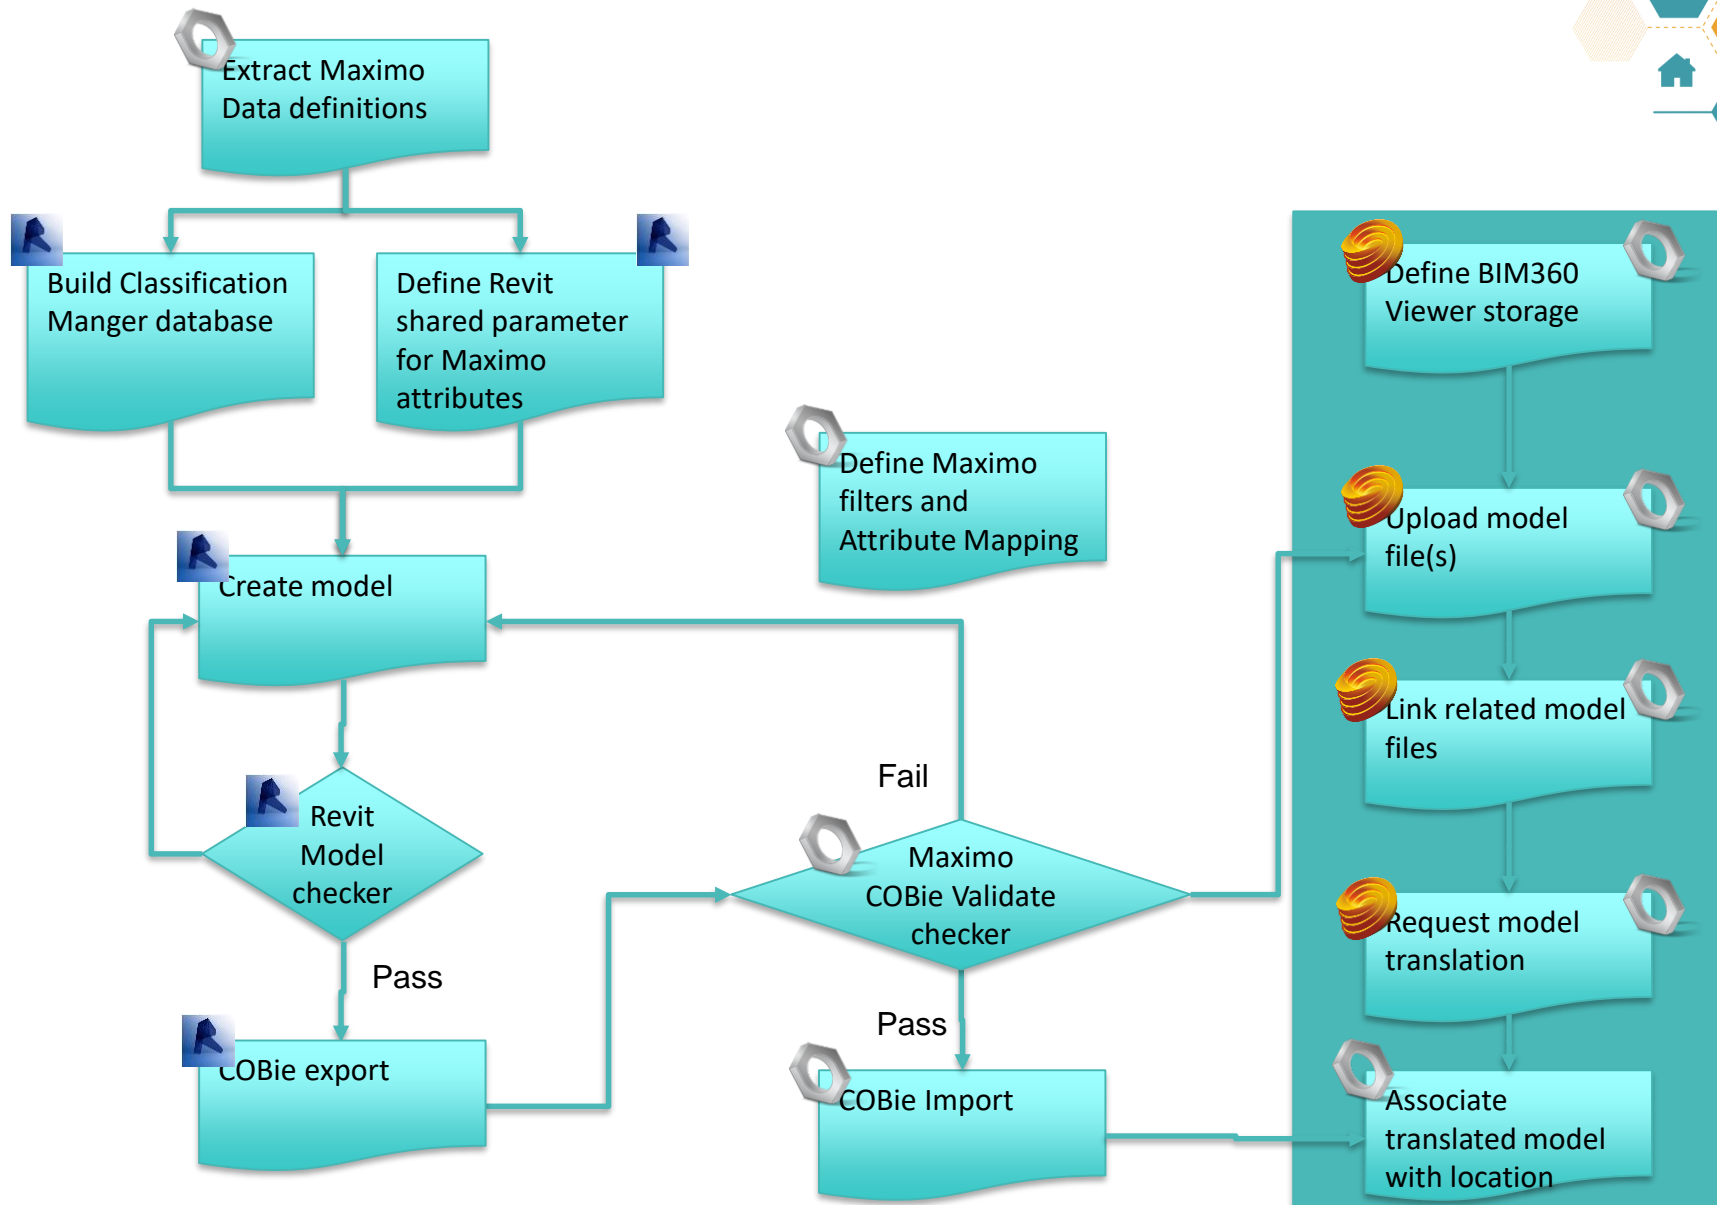 Extract Maximo
Data definitions
Build Classification
Manger database
Define Revit
shared parameter
for Maximo
attributes
Define Maximo
filters and
Attribute Mapping
Create model
Revit
Model
checker
Pass
COBie export
Fail
Maximo
COBie Validate
checker
Pass
COBie Import
Define BIM360
Viewer storage
Upload model
file(s)
Link related model
files
Request model
translation
Associate
translated model
with location